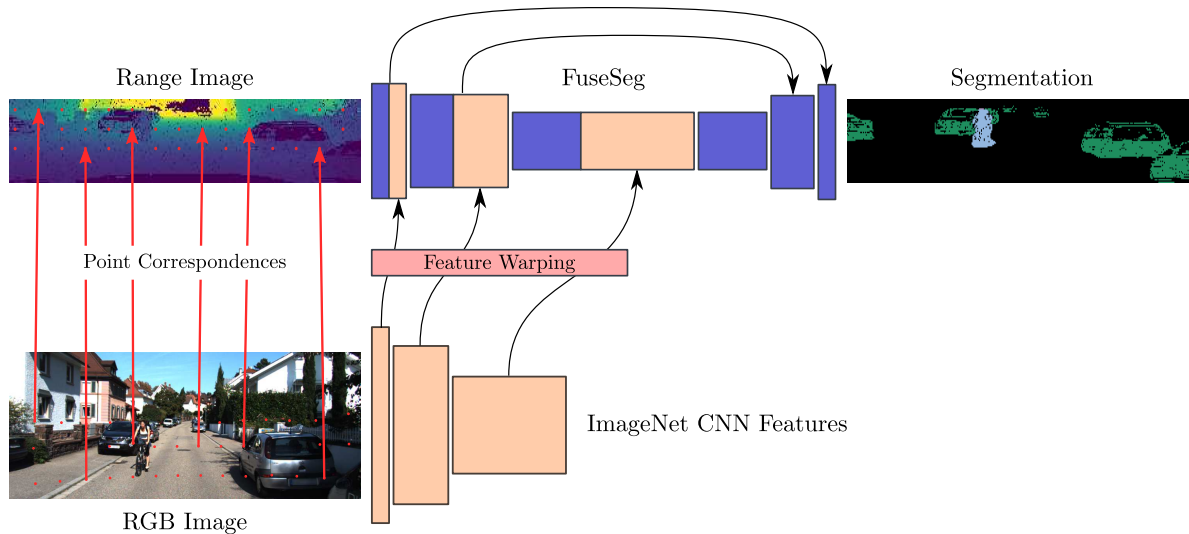 Range Image
FuseSeg
Segmentation
Point Correspondences
Feature Warping
ImageNet CNN Features
RGB Image